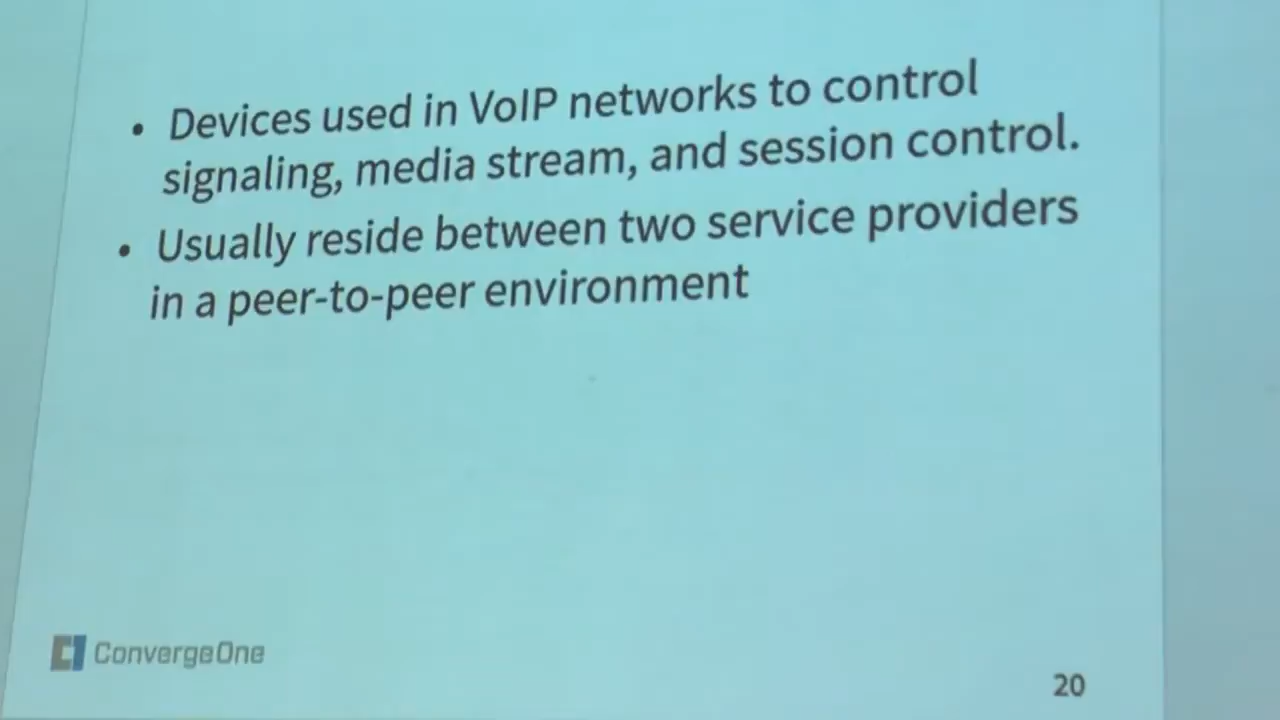 • Devices used in VoIP networks to control
signaling, media stream, and session control.
• Usually reside between two service providers
in a peer-to-peer environment
ConvergeOne
20